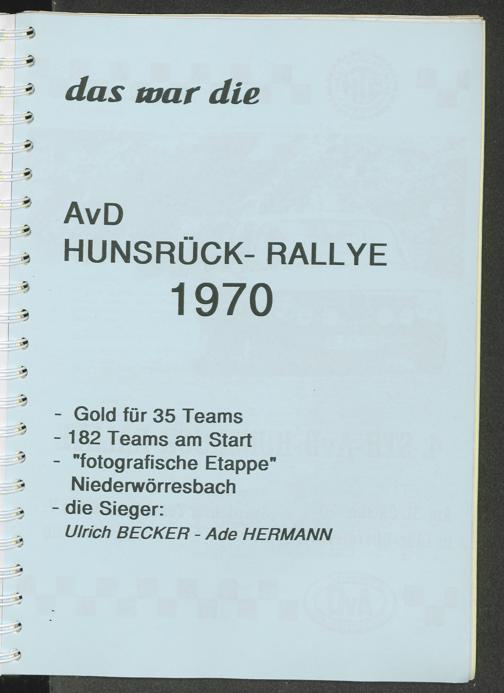 das war die
AvD
HUNSRÜCK- RALLYE
1970
- Gold für 35 Teams
- 182 Teams am Start
- "fotografische Etappe"
Niederwörresbach
- die Sieger:
Ulrich BECKER - Ade HERMANN